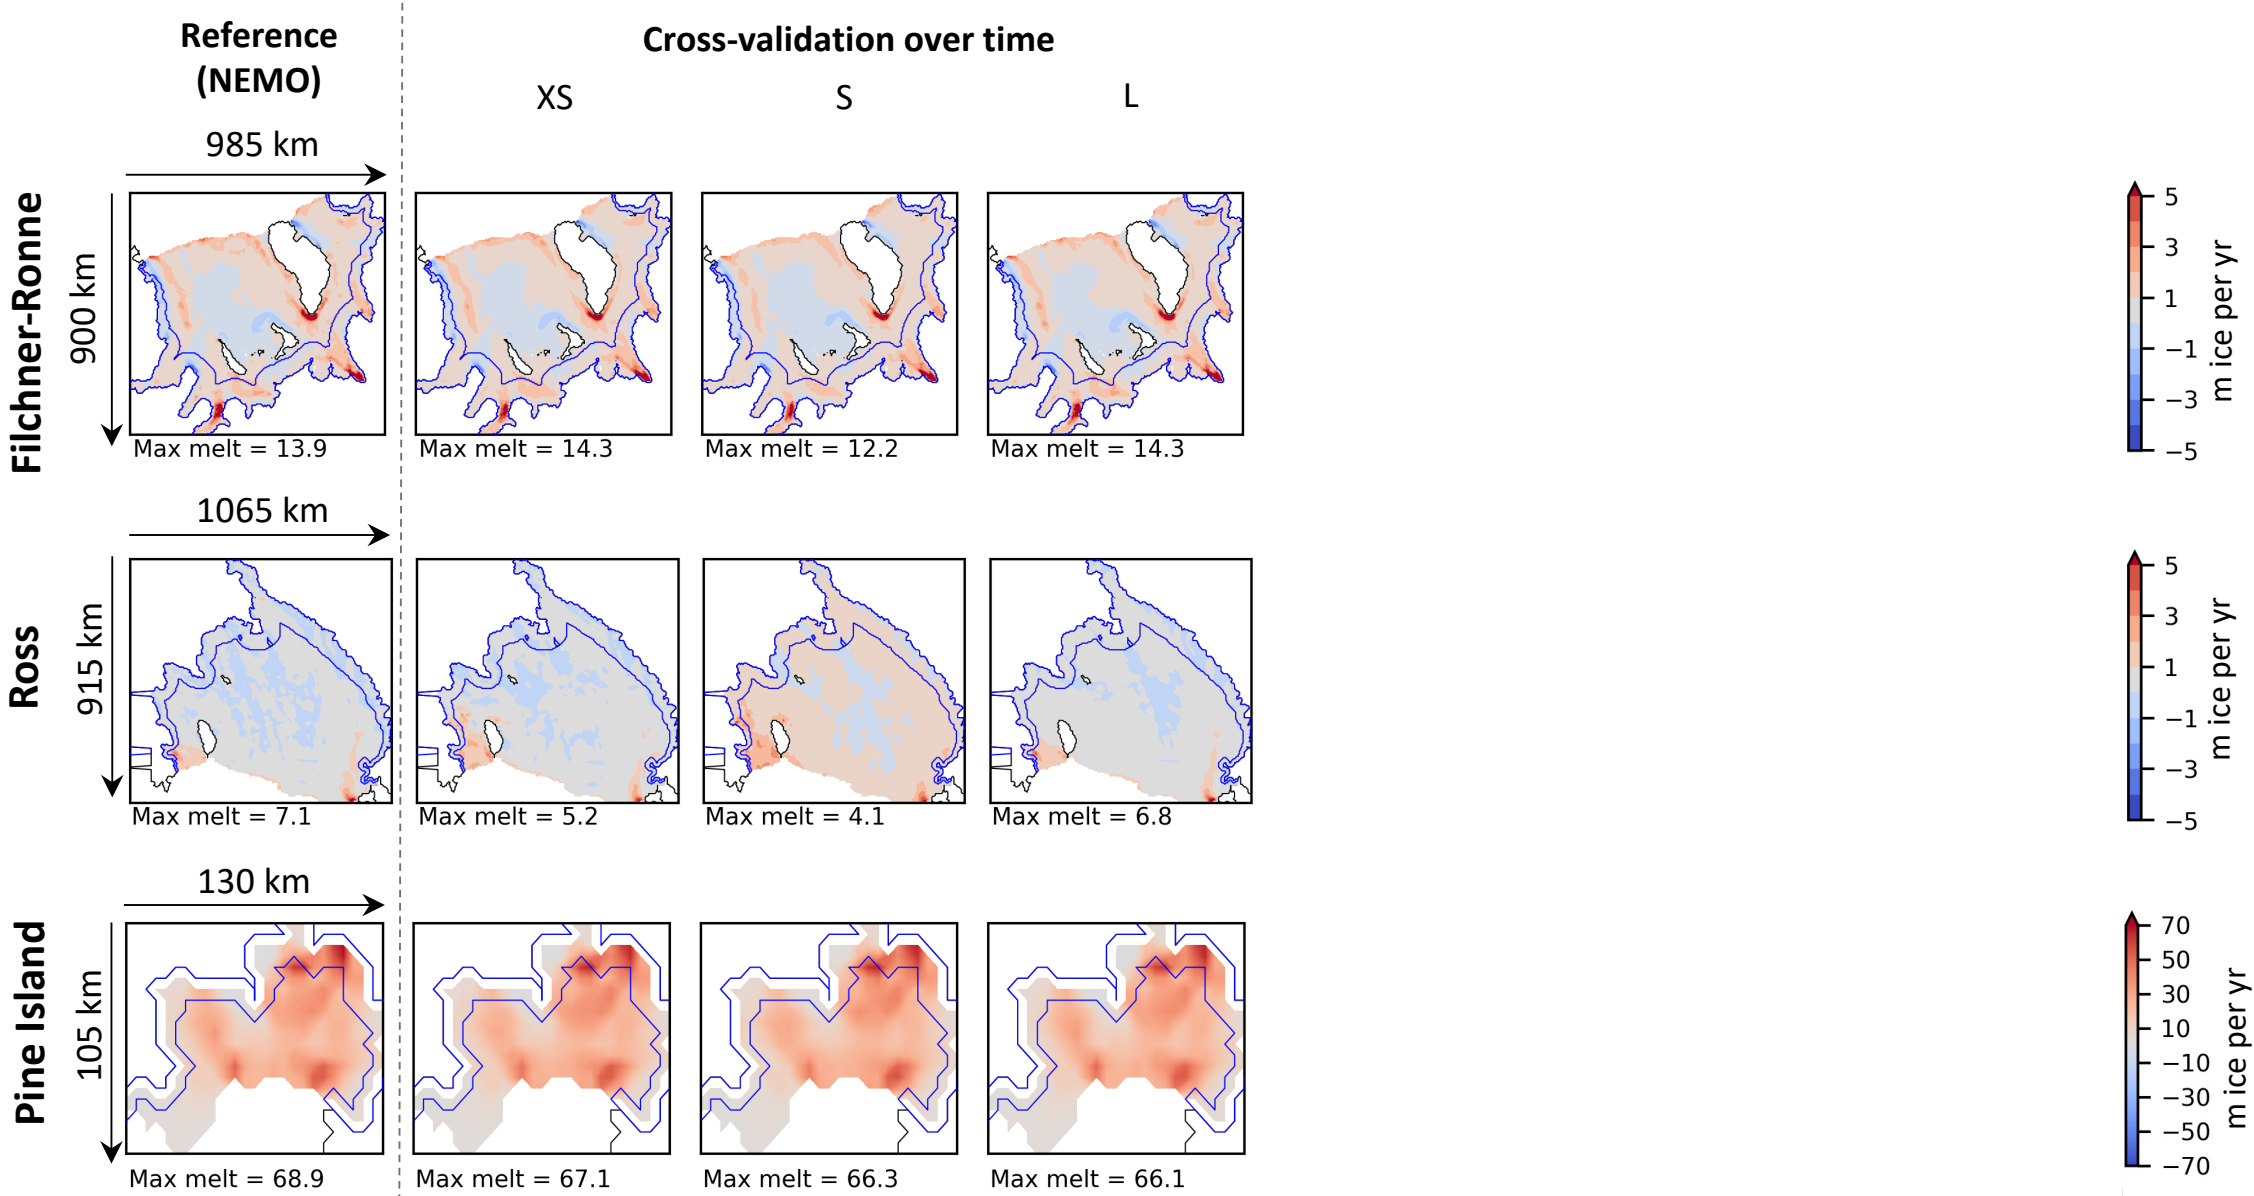 Reference
(NEMO)
Cross-validation over time
XS
S
L
985 km
Filchner-Ronne
900 km
Max melt = 13.9
Max melt = 14.3
Max melt = 12.2
Max melt = 14.3
5
3
1
−1
−3
−5
m ice per yr
1065 km
Ross
915 km
Max melt = 7.1
Max melt = 5.2
Max melt = 4.1
Max melt = 6.8
5
3
1
−1
−3
−5
m ice per yr
130 km
Pine Island
105 km
Max melt = 68.9
Max melt = 67.1
Max melt = 66.3
Max melt = 66.1
70
50
30
10
−10
−30
−50
−70
m ice per yr